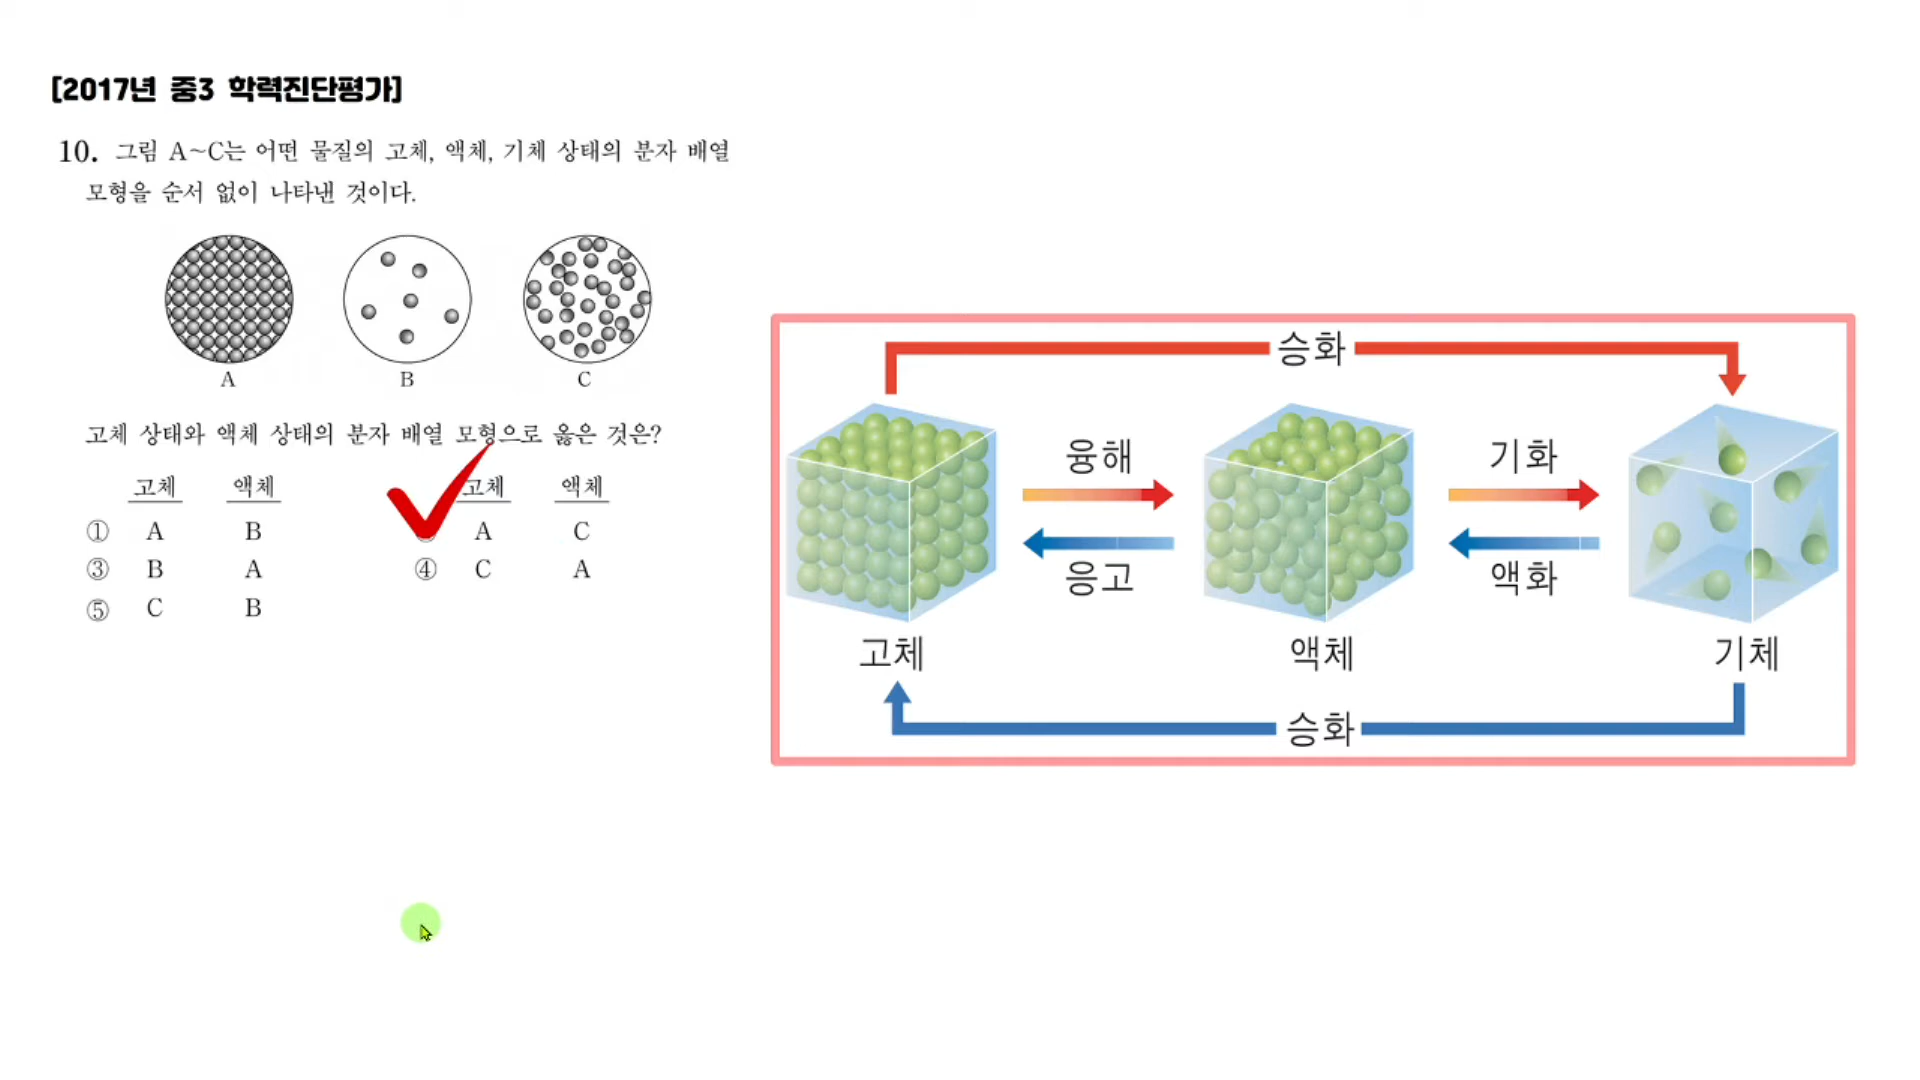 [2017년 중3 학력진단평가]
10. 그림 A~C는 어떤 물질의 고체, 액체, 기체 상태의 분자 배열
모형을 순서 없이 나타낸 것이다.
A B C
고체 상태와 액체 상태의 분자 배열 모형으로 옳은 것은?
고체 액체 고체 액체
① A B A C
③ B A ④ C A
⑤ C B
승화
융해 기화
응고 액화
고체 액체 기체
승화